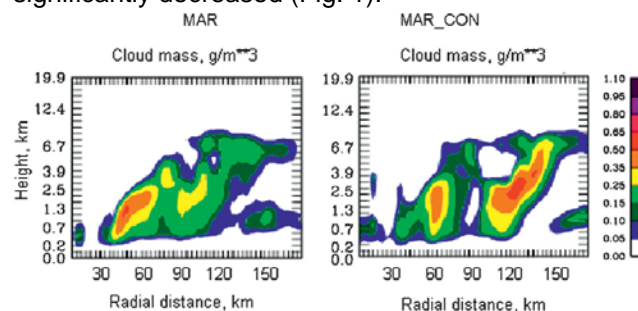 significantly decreased (Fig. 1).
MAR MAR_CON
Cloud mass, g/m**3 Cloud mass, g/m**3
Height, km
19.9 19.9 1.10
12.4 12.4 0.95
6.7 6.7 0.80
3.9 3.9 0.65
2.5 2.5 0.50
1.3 1.3 0.35
0.7 0.7 0.25
0.2 0.2 0.15
0.0 0.0 0.10
0.05
0.00
30 60 90 120 150 30 60 90 120 150
Radial distance, km Radial distance, km